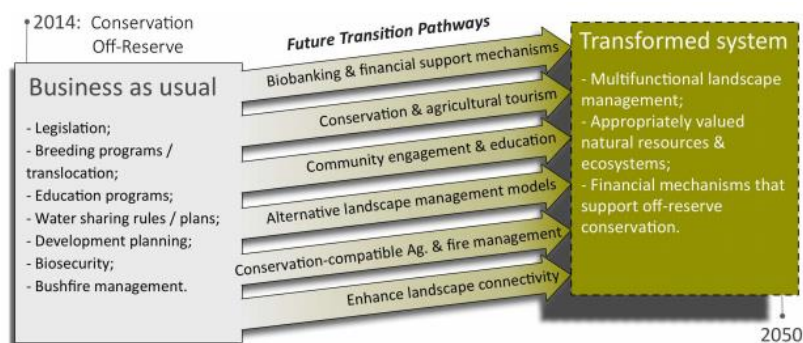 2014: Conservation
Off-Reserve
Business as usual
- Legislation;
- Breeding programs /
translocation;
- Education programs;
- Water sharing rules / plans;
- Development planning;
- Biosecurity;
- Bushfire management.
Future Transition Pathways
Biobanking & financial support mechanisms
Conservation & agricultural tourism
Community engagement & education
Alternative landscape management models
Conservation-compatible Ag. & fire management
Enhance landscape connectivity
Transformed system
- Multifunctional landscape
management;
- Appropriately valued
natural resources &
ecosystems;
- Financial mechanisms that
support off-reserve
conservation.
2050